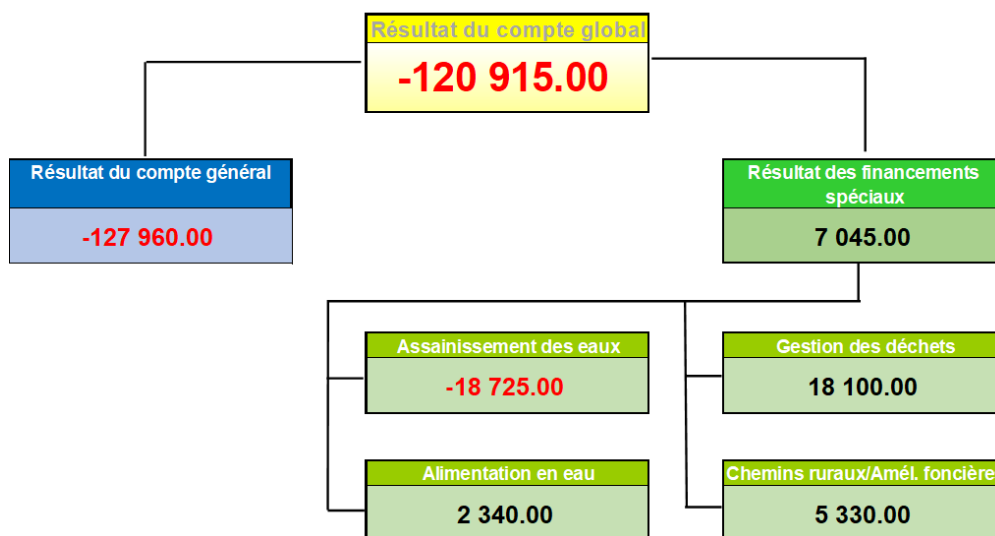 Résultat du compte global
-120 915.00
Résultat du compte général
-127 960.00
Résultat des financements
spéciaux
7 045.00
Assainissement des eaux
-18 725.00
Gestion des déchets
18 100.00
Alimentation en eau
2 340.00
Chemins ruraux/Amél. foncière
5 330.00